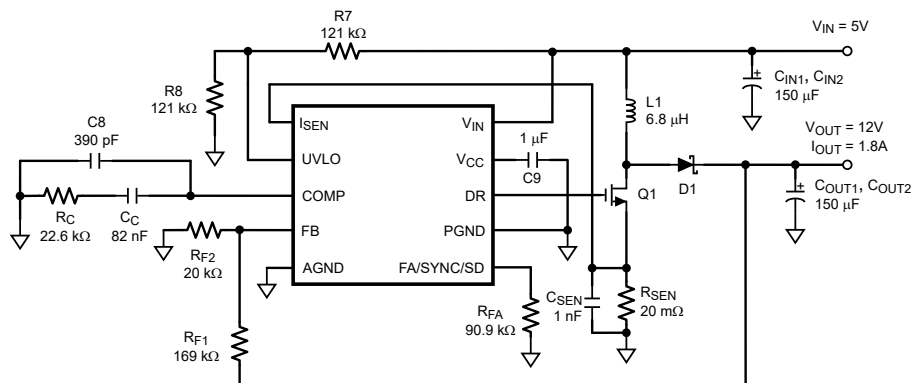 R7
121 kΩ
V_IN = 5V
R8
121 kΩ
C_IN1, C_IN2
150 μF
L1
6.8 μH
C8
390 pF
I_SEN
V_IN
1 μF
V_OUT = 12V
I_OUT = 1.8A
UVLO
V_CC
C9
COMP
DR
Q1
D1
C_OUT1, C_OUT2
150 μF
R_C
22.6 kΩ
C_C
82 nF
FB
PGND
R_F2
20 kΩ
AGND
FA/SYNC/SD
C_SEN
1 nF
R_SEN
20 mΩ
R_FA
90.9 kΩ
R_F1
169 kΩ
+
+